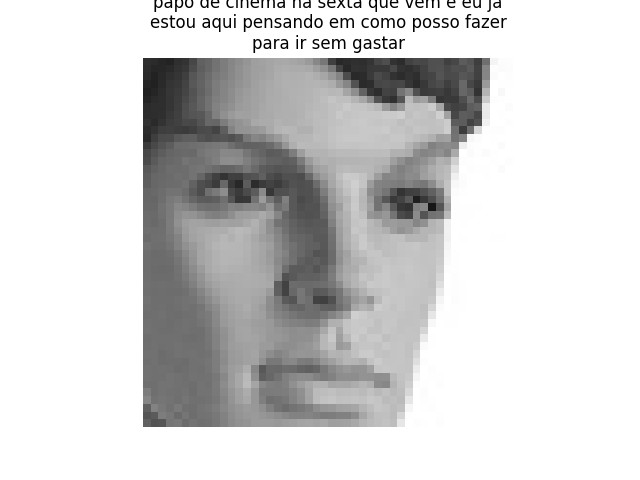 papo de cinema na sexta que vem e eu já
estou aqui pensando em como posso fazer
para ir sem gastar